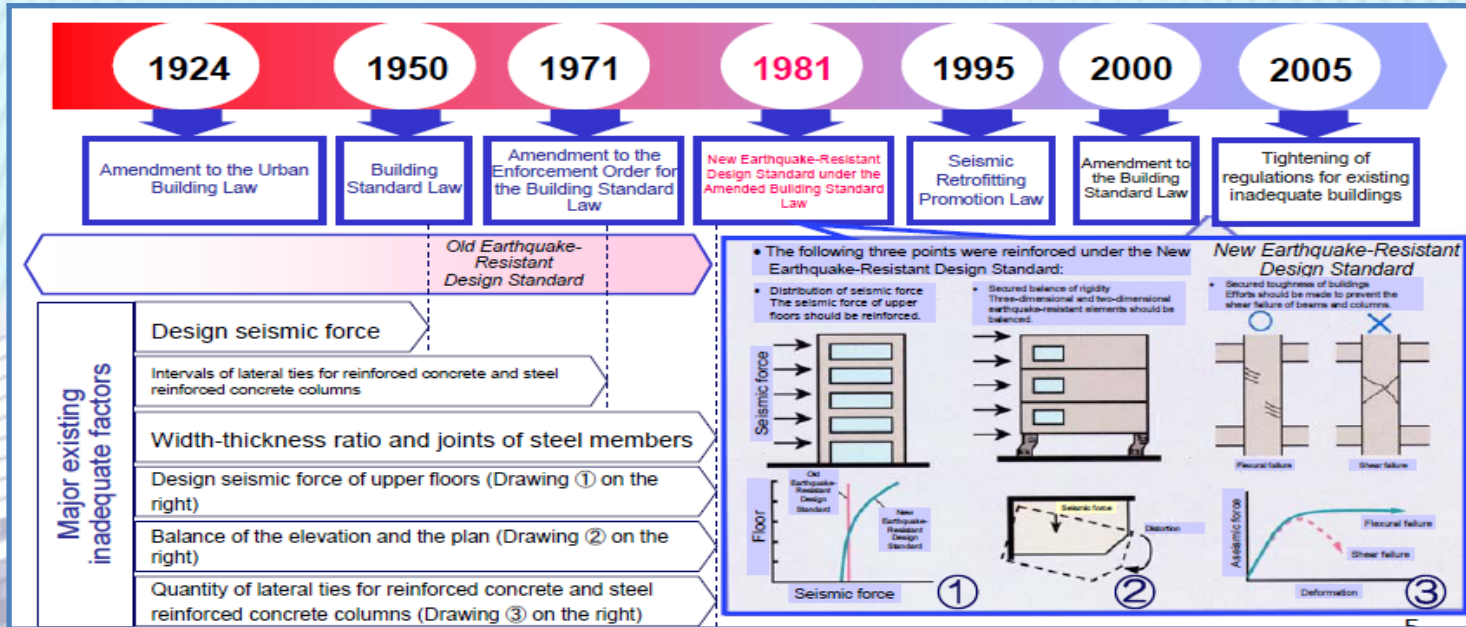 1924
1950
1971
1981
1995
2000
2005
Amendment to the Urban
Building Law
Building
Standard Law
Amendment to the
Enforcement Order for
the Building Standard
Law
New Earthquake-Resistant
Design Standard under the
Amended Building Standard
Law
Seismic
Retrofitting
Promotion Law
Amendment to
the Building
Standard Law
Tightening of
regulations for existing
inadequate buildings
Old Earthquake-
Resistant
Design Standard
Major existing
inadequate factors
Design seismic force
Intervals of lateral ties for reinforced concrete and steel
reinforced concrete columns
Width-thickness ratio and joints of steel members
Design seismic force of upper floors (Drawing ① on the
right)
Balance of the elevation and the plan (Drawing ② on the
right)
Quantity of lateral ties for reinforced concrete and steel
reinforced concrete columns (Drawing ③ on the right)
• The following three points were reinforced under the New
Earthquake-Resistant Design Standard:
New Earthquake-Resistant
Design Standard
• Distribution of seismic force
The seismic force of upper
floors should be reinforced.
• Secured balance of rigidity
Three-dimensional and two-dimensional
earthquake-resistant elements should be
balanced.
• Secured toughness of buildings
Efforts should be made to prevent the
shear failure of beams and columns.
Seismic force
Flexural failure
Shear failure
Floor
Old
Earthquake-
Resistant
Design
Standard
New
Earthquake-
Resistant
Design
Standard
Seismic force
①
Seismic force
Distortion
②
Aseismic force
Flexural failure
Shear failure
Deformation
③
5